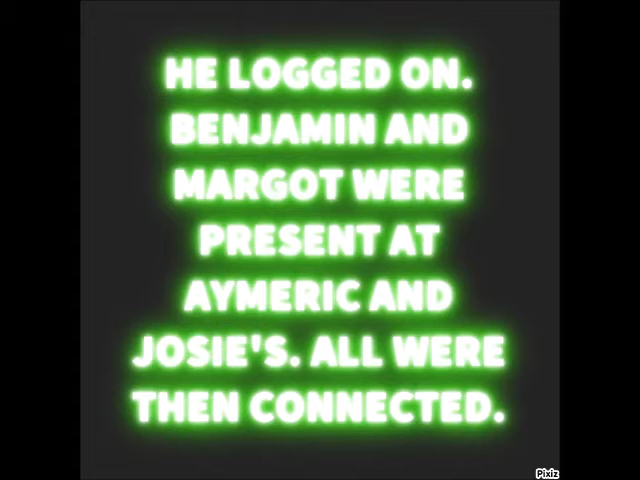 HE LOGGED ON.
BENJAMIN AND
MARGOT WERE
PRESENT AT
AYMERIC AND
JOSIE'S. ALL WERE
THEN CONNECTED.
Pixiz